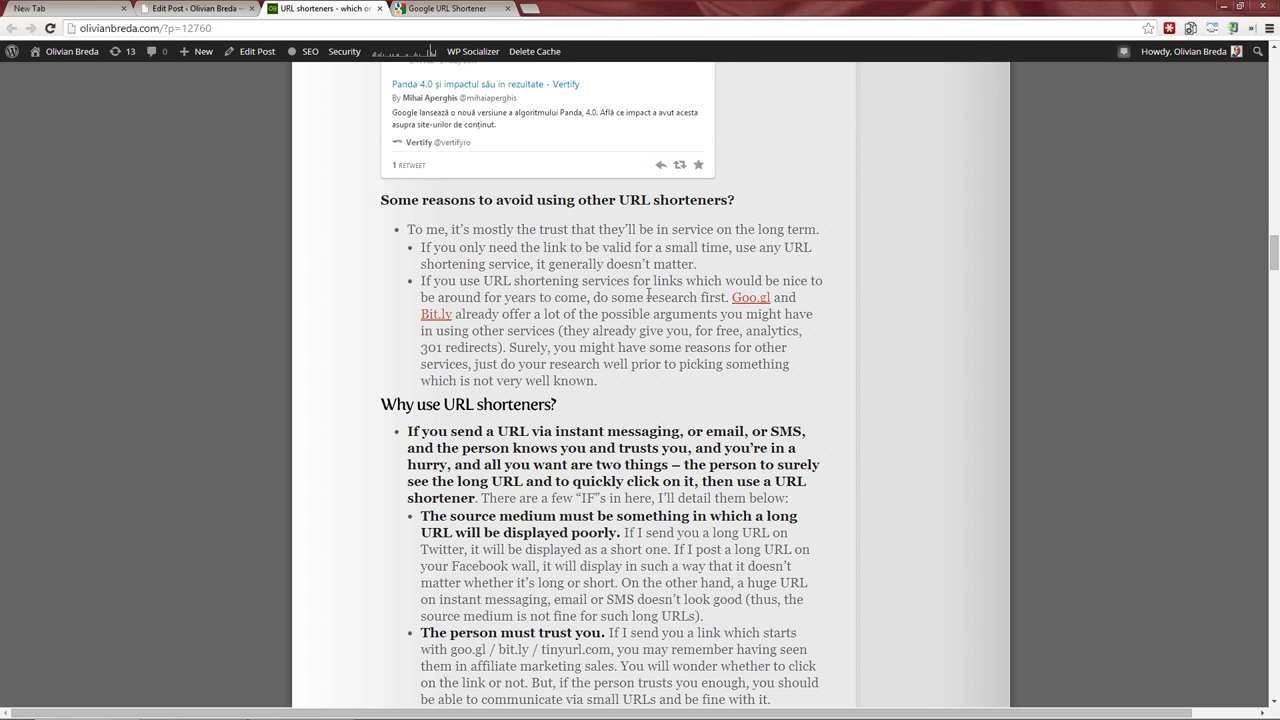 New Tab
Edit Post - Olivian Breda -
URL shorteners - which or
Google URL Shortener
olivianbreda.com/?p=12760
Olivian Breda
13
0
New
Edit Post
SEO
Security
WP Socializer
Delete Cache
Howdy, Olivian Breda
Panda 4.0 și impactul său în rezultate - Vertify
By Mihai Aperghis @mihaiaperghis
Google lansează o nouă versiune a algoritmului Panda, 4.0. Află ce impact a avut acesta
asupra site-urilor de conținut.
Vertify @vertifyro
1 RETWEET
Some reasons to avoid using other URL shorteners?
To me, it’s mostly the trust that they’ll be in service on the long term.
If you only need the link to be valid for a small time, use any URL
shortening service, it generally doesn’t matter.
If you use URL shortening services for links which would be nice to
be around for years to come, do some research first. Goo.gl and
Bit.ly already offer a lot of the possible arguments you might have
in using other services (they already give you, for free, analytics,
301 redirects). Surely, you might have some reasons for other
services, just do your research well prior to picking something
which is not very well known.
Why use URL shorteners?
If you send a URL via instant messaging, or email, or SMS,
and the person knows you and trusts you, and you’re in a
hurry, and all you want are two things – the person to surely
see the long URL and to quickly click on it, then use a URL
shortener. There are a few “IF”s in here, I’ll detail them below:
The source medium must be something in which a long
URL will be displayed poorly. If I send you a long URL on
Twitter, it will be displayed as a short one. If I post a long URL on
your Facebook wall, it will display in such a way that it doesn’t
matter whether it’s long or short. On the other hand, a huge URL
on instant messaging, email or SMS doesn’t look good (thus, the
source medium is not fine for such long URLs).
The person must trust you. If I send you a link which starts
with goo.gl / bit.ly / tinyurl.com, you may remember having seen
them in affiliate marketing sales. You will wonder whether to click
on the link or not. But, if the person trusts you enough, you should
be able to communicate via small URLs and be fine with it.